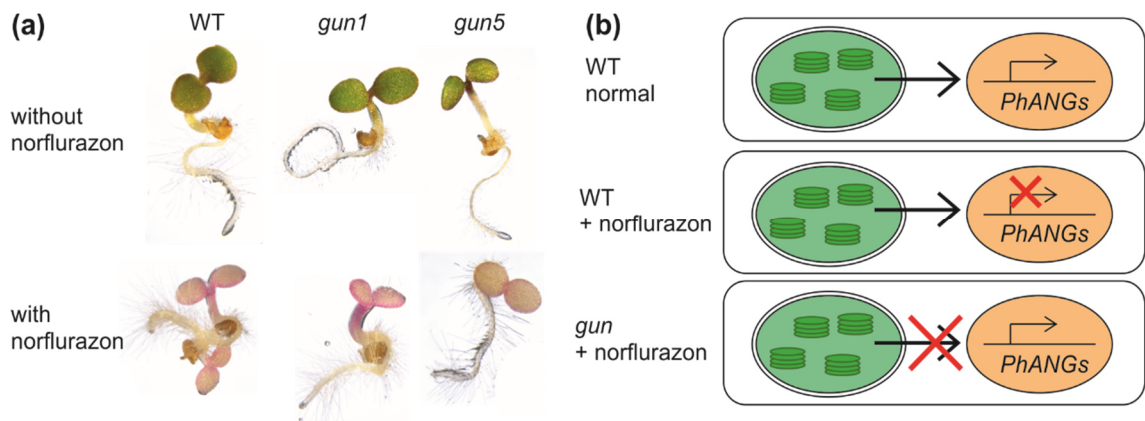 (a)
WT
gun1
gun5
without
norflurazon
with
norflurazon
(b)
WT
normal
PhANGs
WT
+ norflurazon
PhANGs
gun
+ norflurazon
PhANGs